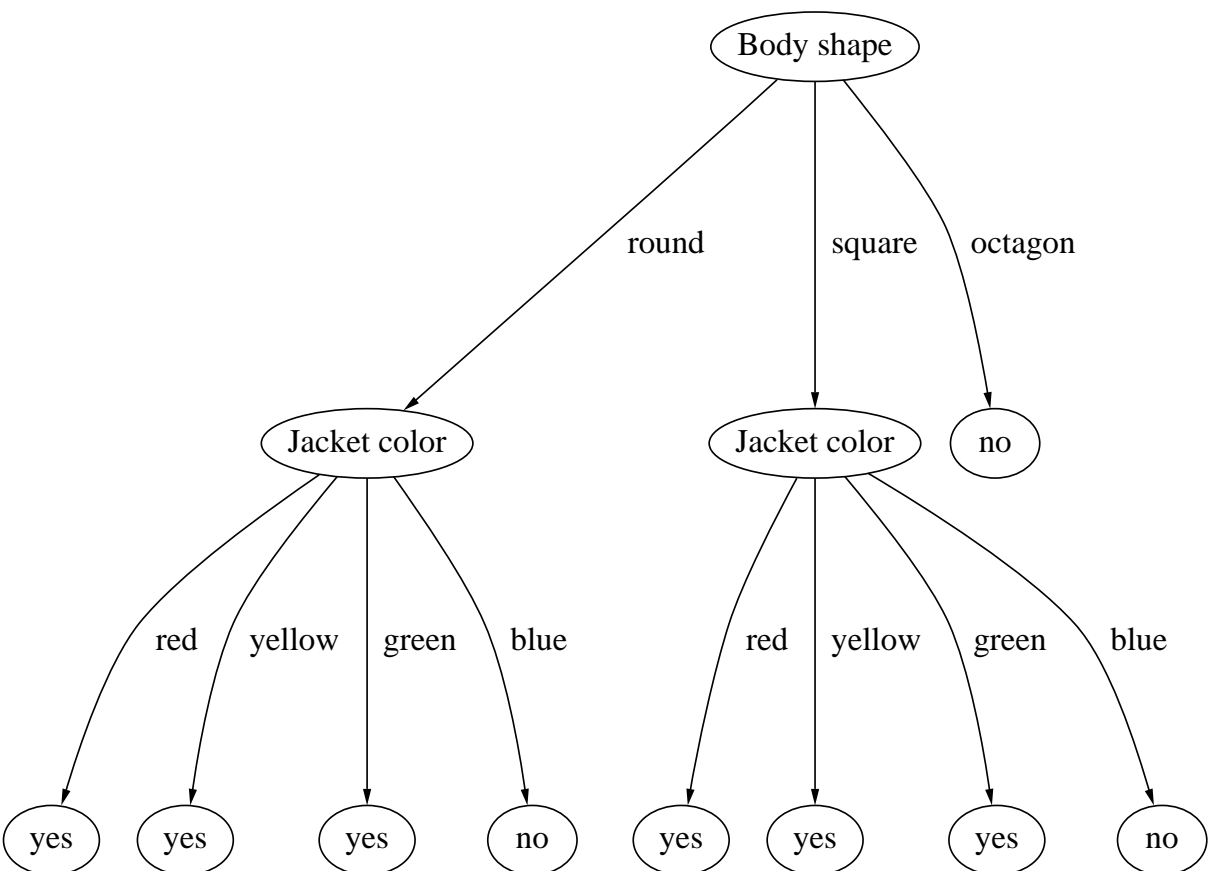 Body shape
round
square
octagon
Jacket color
Jacket color
no
red
yellow
green
blue
red
yellow
green
blue
yes
yes
yes
no
yes
yes
yes
no